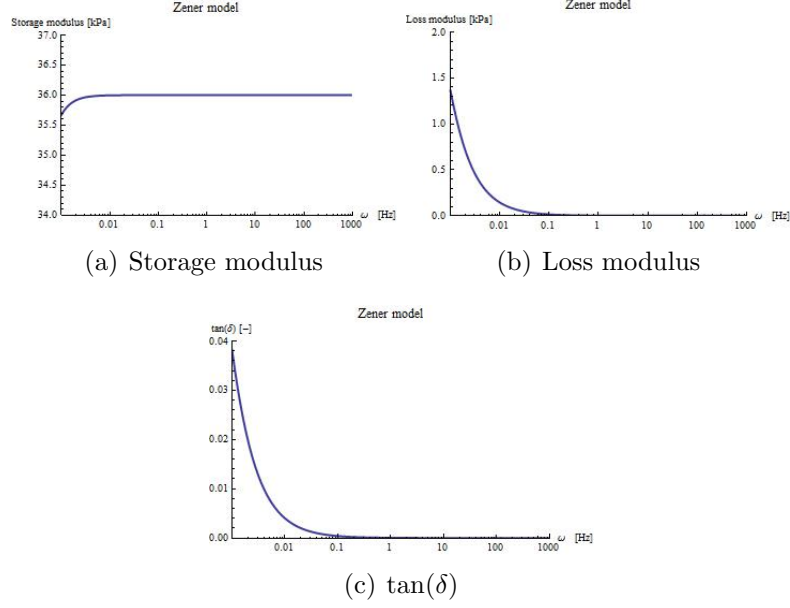 Zener model
Storage modulus [kPa]
37.0
36.5
36.0
35.5
35.0
34.5
34.0
0.01 0.1 1 10 100 1000
ω [Hz]
(a) Storage modulus
Zener model
Loss modulus [kPa]
2.0
1.5
1.0
0.5
0.0
0.01 0.1 1 10 100 1000
ω [Hz]
(b) Loss modulus
Zener model
tan(δ) [−]
0.04
0.03
0.02
0.01
0.00
0.01 0.1 1 10 100 1000
ω [Hz]
(c) tan(δ)